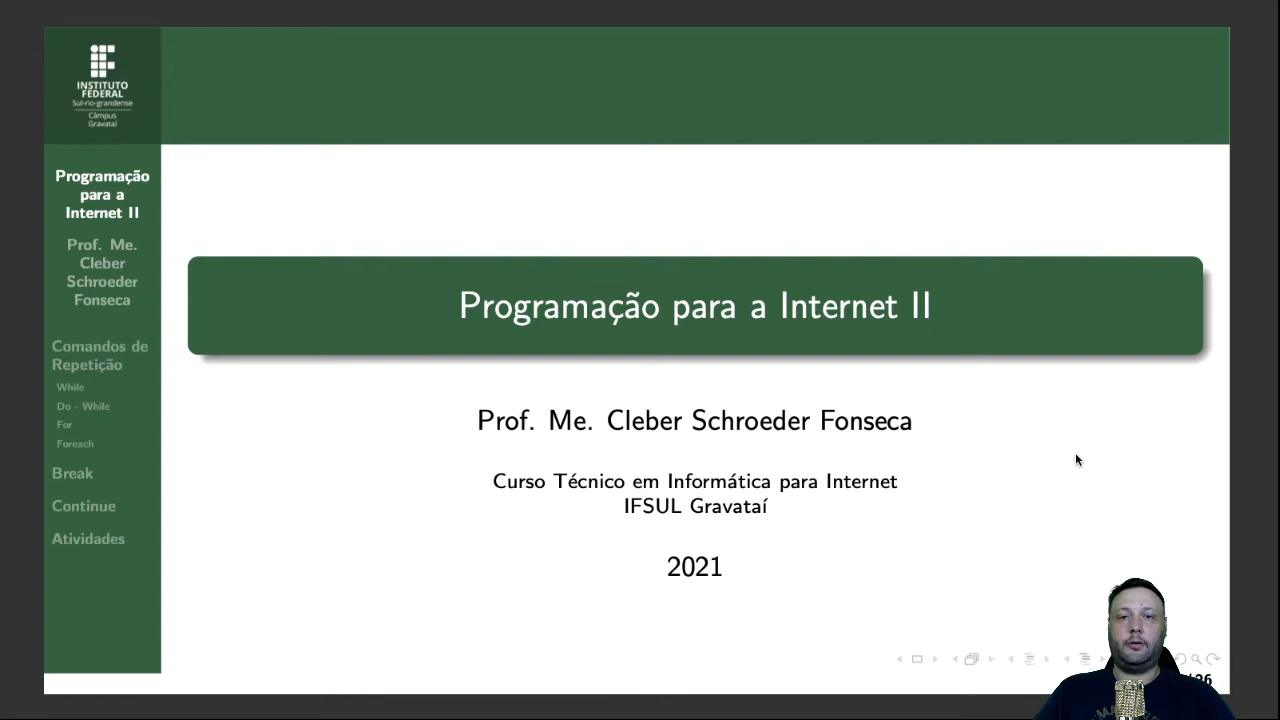 INSTITUTO
FEDERAL
Sul-rio-grandense
Câmpus
Gravataí
Programação
para a
Internet II
Prof. Me.
Cleber
Schroeder
Fonseca
Comandos de
Repetição
While
Do - While
For
Foreach
Break
Continue
Atividades
Programação para a Internet II
Prof. Me. Cleber Schroeder Fonseca
Curso Técnico em Informática para Internet
IFSUL Gravataí
2021